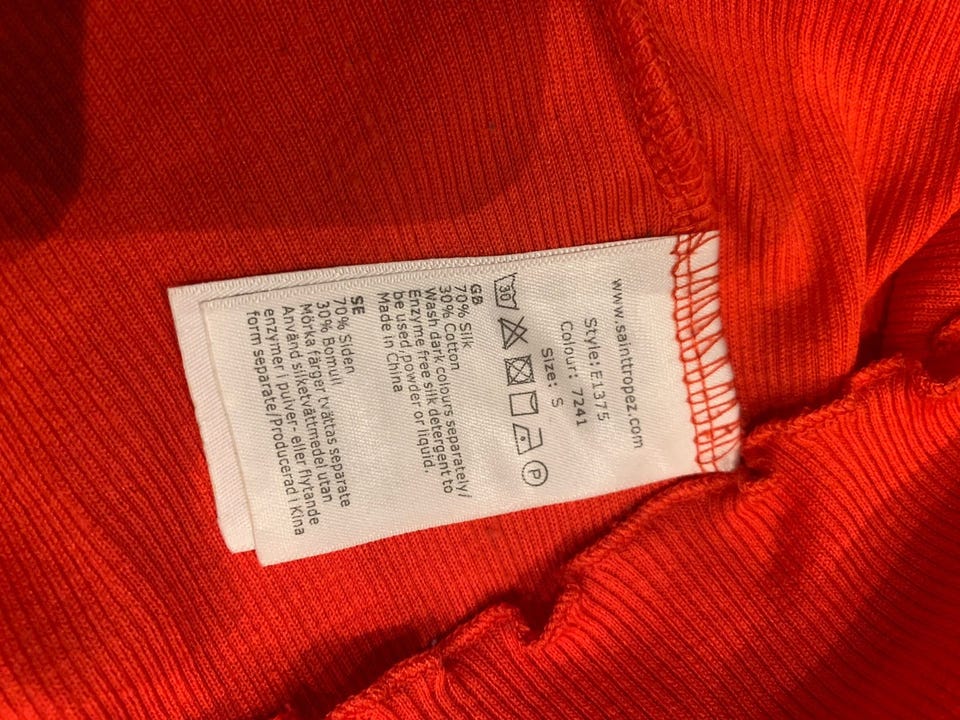 www.sainttropez.com
Style: E1375
Colour: 7241
Size: S
30
P
GB
70% Silk
30% Cotton
Wash dark colours separately/
Enzyme free silk detergent to
be used, powder or liquid.
Made in China
SE
70% Siden
30% Bomull
Mörka färger tvättas separate
Använd silketvättmedel utan
enzymer i pulver- eller flytande
form separate/Producerad i Kina